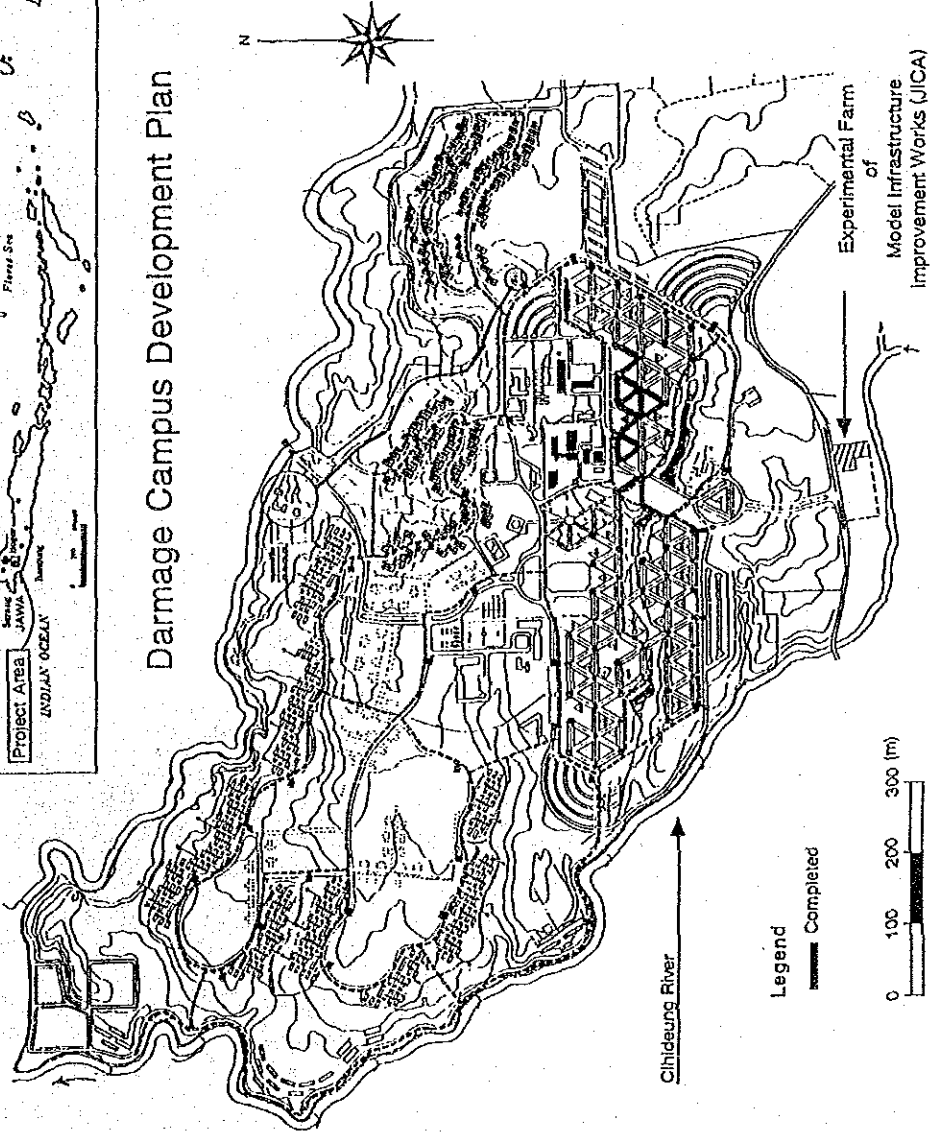 Flores Sea
JAWA
Project Area
INDIAN OCEAN
Darmage Campus Development Plan
N
Cihideung River
Experimental Farm
of
Model Infrastructure
Improvement Works (JICA)
Legend
Completed
0 100 200 300 (m)